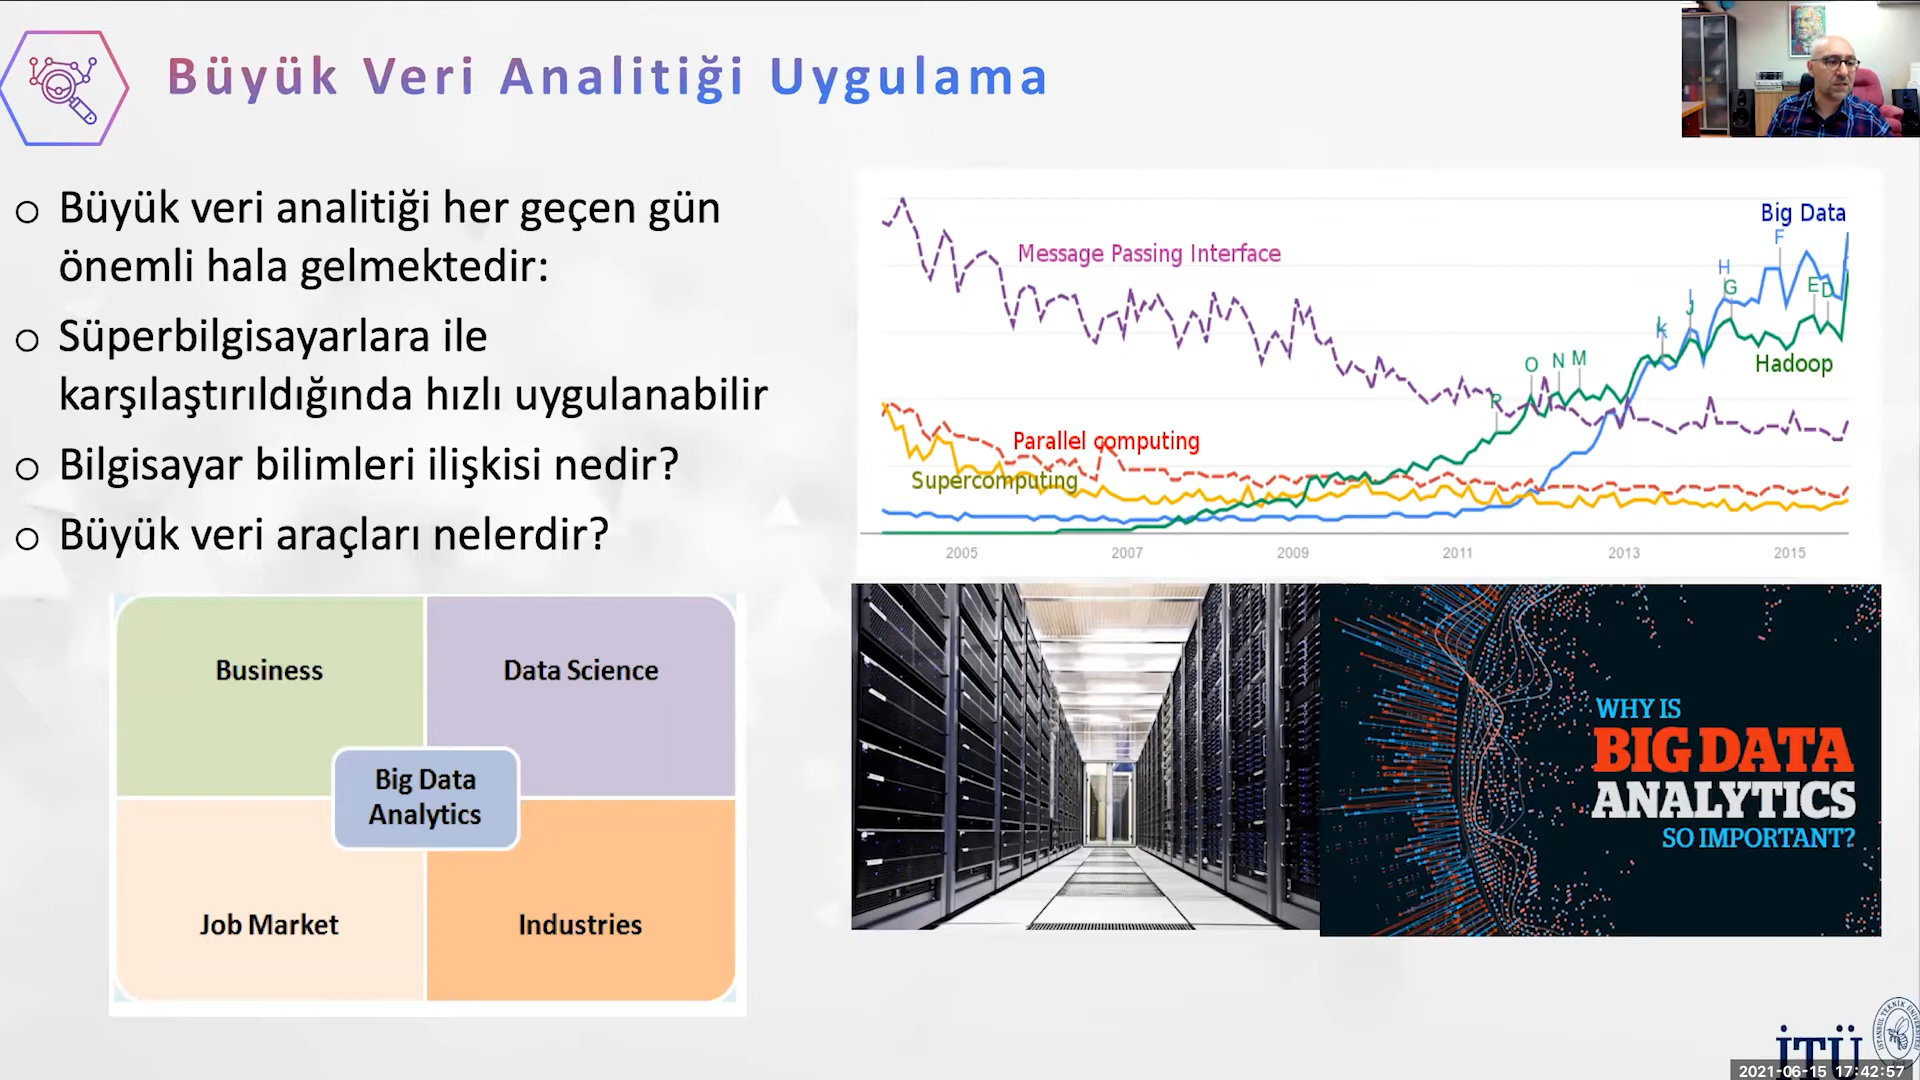 Büyük Veri Analitiği Uygulama
o Büyük veri analitiği her geçen gün
önemli hala gelmektedir:
o Süperbilgisayarlara ile
karşılaştırıldığında hızlı uygulanabilir
o Bilgisayar bilimleri ilişkisi nedir?
o Büyük veri araçları nelerdir?
Business
Data Science
Big Data
Analytics
Job Market
Industries
Big Data
Message Passing Interface
F
H
G
I
J
E
D
K
O
N
M
P
Hadoop
Parallel computing
Supercomputing
2005
2007
2009
2011
2013
2015
WHY IS
BIG DATA
ANALYTICS
SO IMPORTANT?
İTÜ
2021-06-15 17:42:57